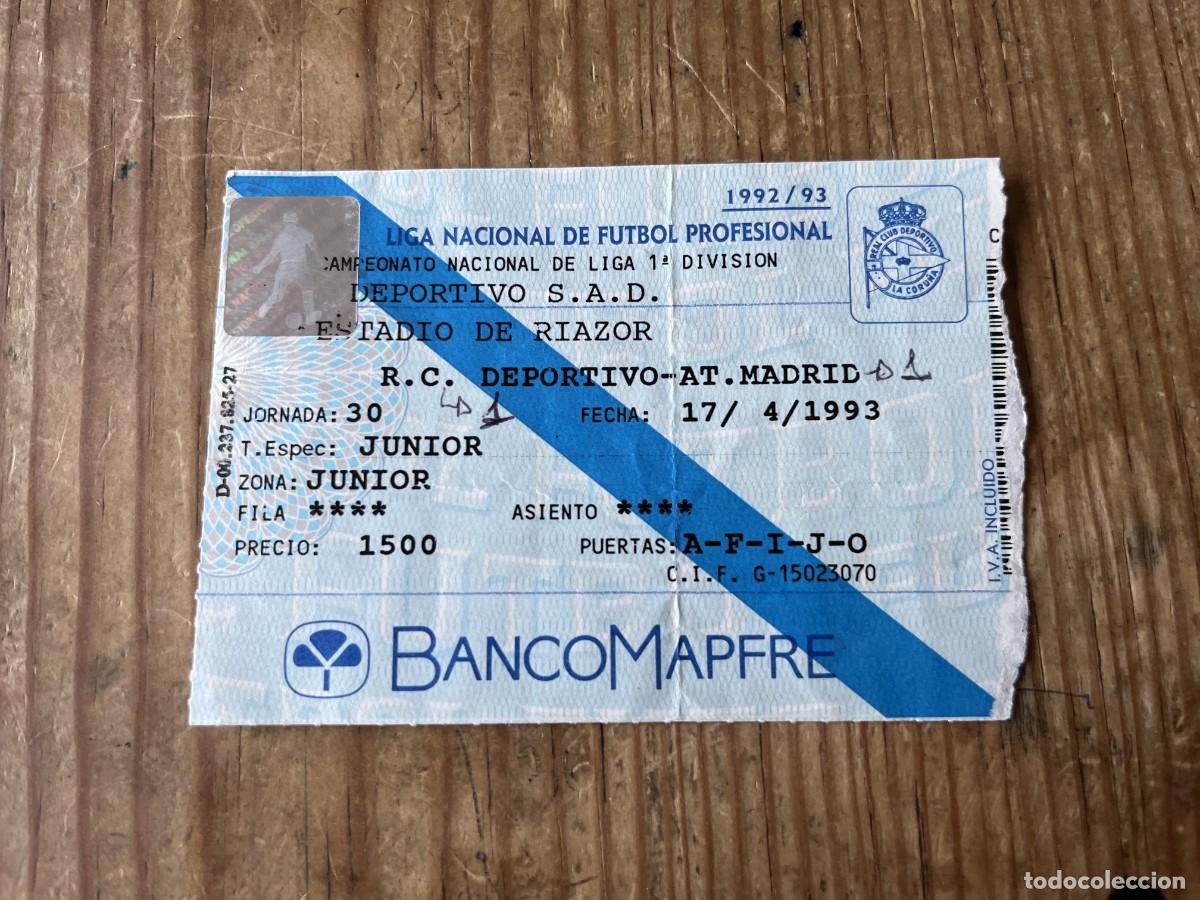 1992/93
LIGA NACIONAL DE FUTBOL PROFESIONAL
CAMPEONATO NACIONAL DE LIGA 1ª DIVISION
DEPORTIVO S.A.D.
ESTADIO DE RIAZOR
R.C. DEPORTIVO-AT.MADRID 1
1
JORNADA: 30 FECHA: 17/ 4/1993
T.Espec: JUNIOR
ZONA: JUNIOR
FILA **** ASIENTO ****
PRECIO: 1500 PUERTAS: A-F-I-J-O
C.I.F. G-15023070
BANCOMAPFRE
REAL CLUB DEPORTIVO
LA CORUÑA
C
I.V.A. INCLUIDO
todocoleccion